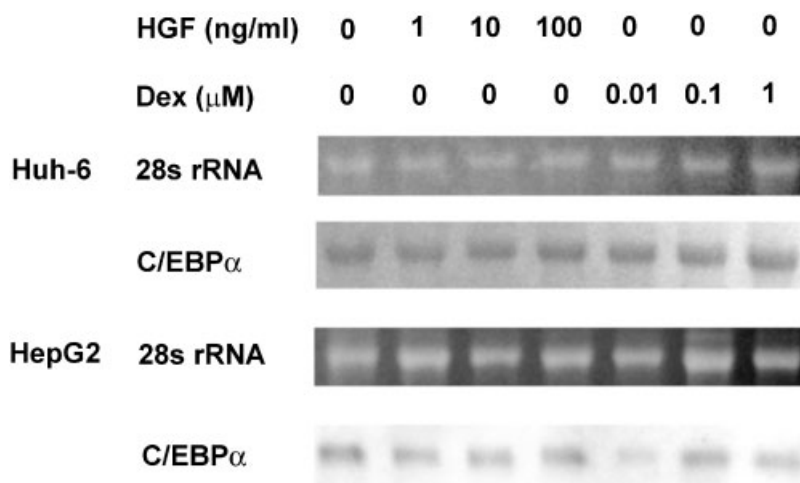 HGF (ng/ml) 0 1 10 100 0 0 0
Dex (μM) 0 0 0 0 0.01 0.1 1
Huh-6 28s rRNA
C/EBPα
HepG2 28s rRNA
C/EBPα